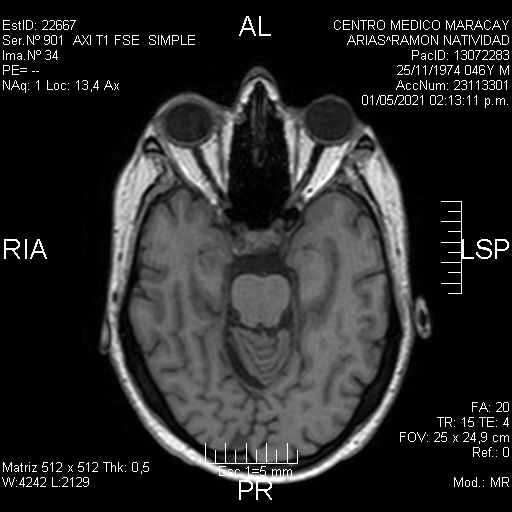 EstID: 22667
Ser.Nº 901 AXI T1 FSE SIMPLE
Ima.Nº 34
PE= --
NAq: 1 Loc: 13,4 Ax
AL
CENTRO MEDICO MARACAY
ARIAS^RAMON NATIVIDAD
PacID: 13072283
25/11/1974 046Y M
AccNum: 23113301
01/05/2021 02:13:11 p.m.
RIA
LSP
FA: 20
TR: 15 TE: 4
FOV: 25 x 24,9 cm
Ref.: 0
Mod.: MR
Matriz 512 x 512 Thk: 0,5
W:4242 L:2129
Esc 1=5 mm
PR